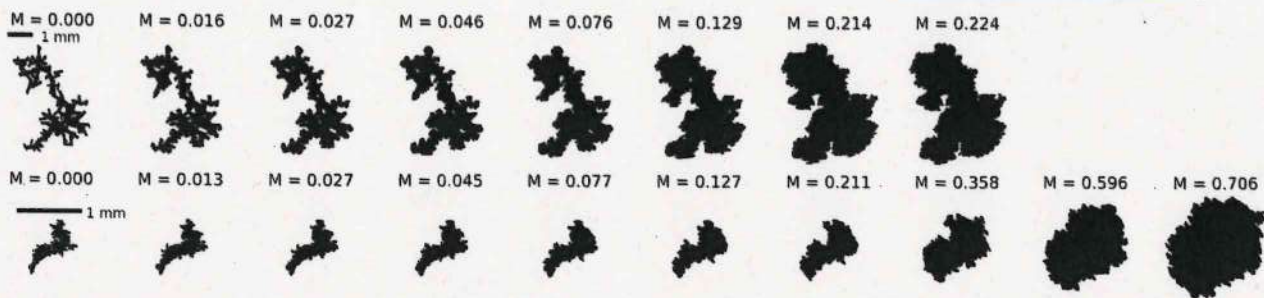 M = 0.000 M = 0.016 M = 0.027 M = 0.046 M = 0.076 M = 0.129 M = 0.214 M = 0.224
1 mm
M = 0.000 M = 0.013 M = 0.027 M = 0.045 M = 0.077 M = 0.127 M = 0.211 M = 0.358 M = 0.596 M = 0.706
1 mm